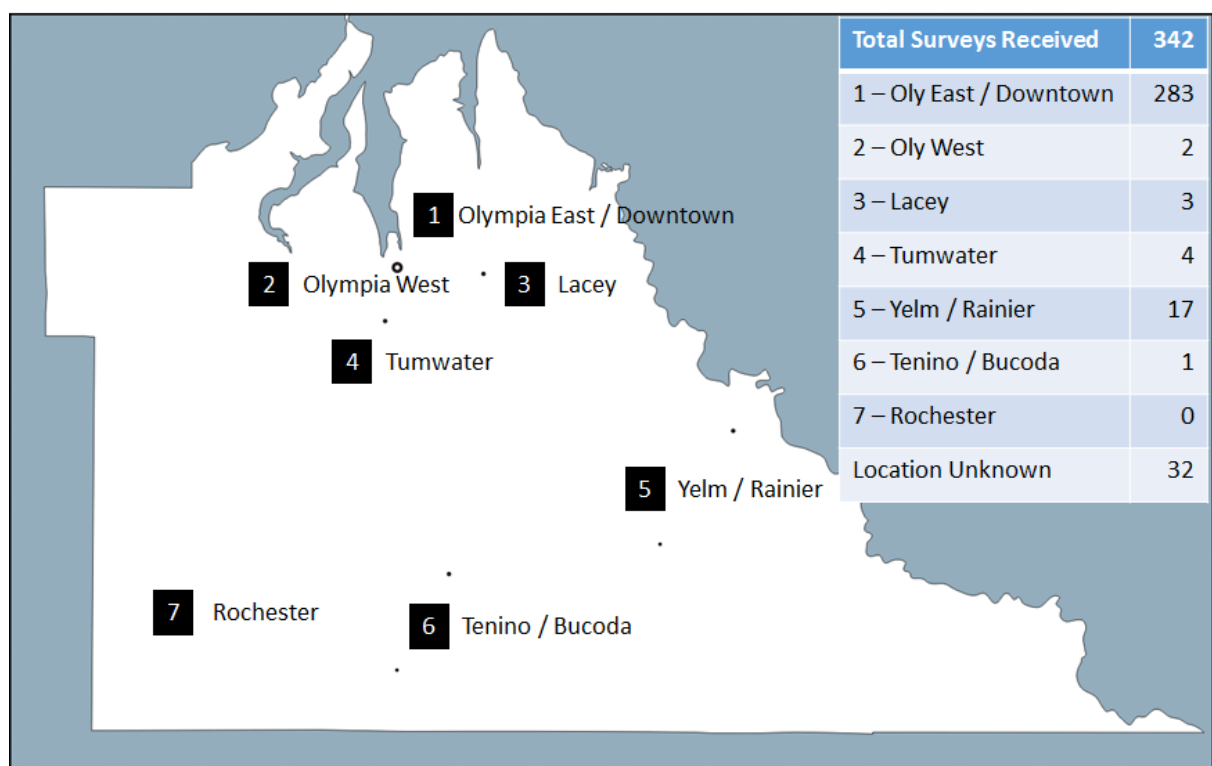 Total Surveys Received 342
1 – Oly East / Downtown 283
2 – Oly West 2
3 – Lacey 3
4 – Tumwater 4
5 – Yelm / Rainier 17
6 – Tenino / Bucoda 1
7 – Rochester 0
Location Unknown 32
1 Olympia East / Downtown
2 Olympia West
3 Lacey
4 Tumwater
5 Yelm / Rainier
7 Rochester
6 Tenino / Bucoda